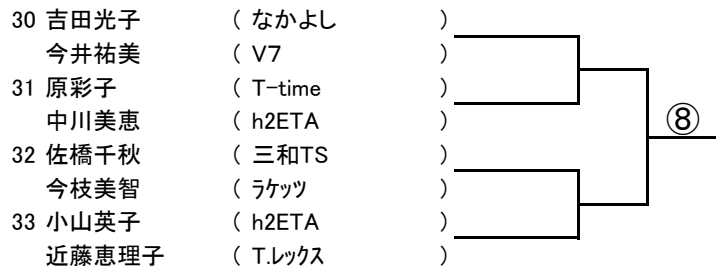 30 吉田光子 ( なかよし )
今井祐美 ( V7 )
31 原彩子 ( T-time )
中川美恵 ( h2ETA )
⑧
32 佐橋千秋 ( 三和TS )
今枝美智 ( ﾗｹｯﾂ )
33 小山英子 ( h2ETA )
近藤恵理子 ( T.ﾚｯｸｽ )